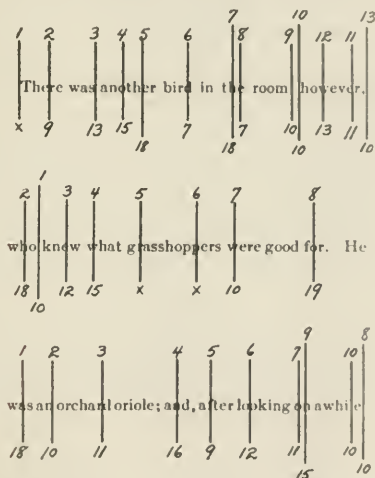 1 2 3 4 5 6 7 8 9 10 12 11 13
There was another bird in the room, however,
x 9 13 15 18 7 18 7 10 10 13 11 10
2 1 3 4 5 6 7 8
who knew what grasshoppers were good for. He
18 10 12 15 x x 10 19
1 2 3 4 5 6 7 9 10 8
was an orchard oriole; and, after looking on awhile
18 10 11 16 9 12 11 15 10 10